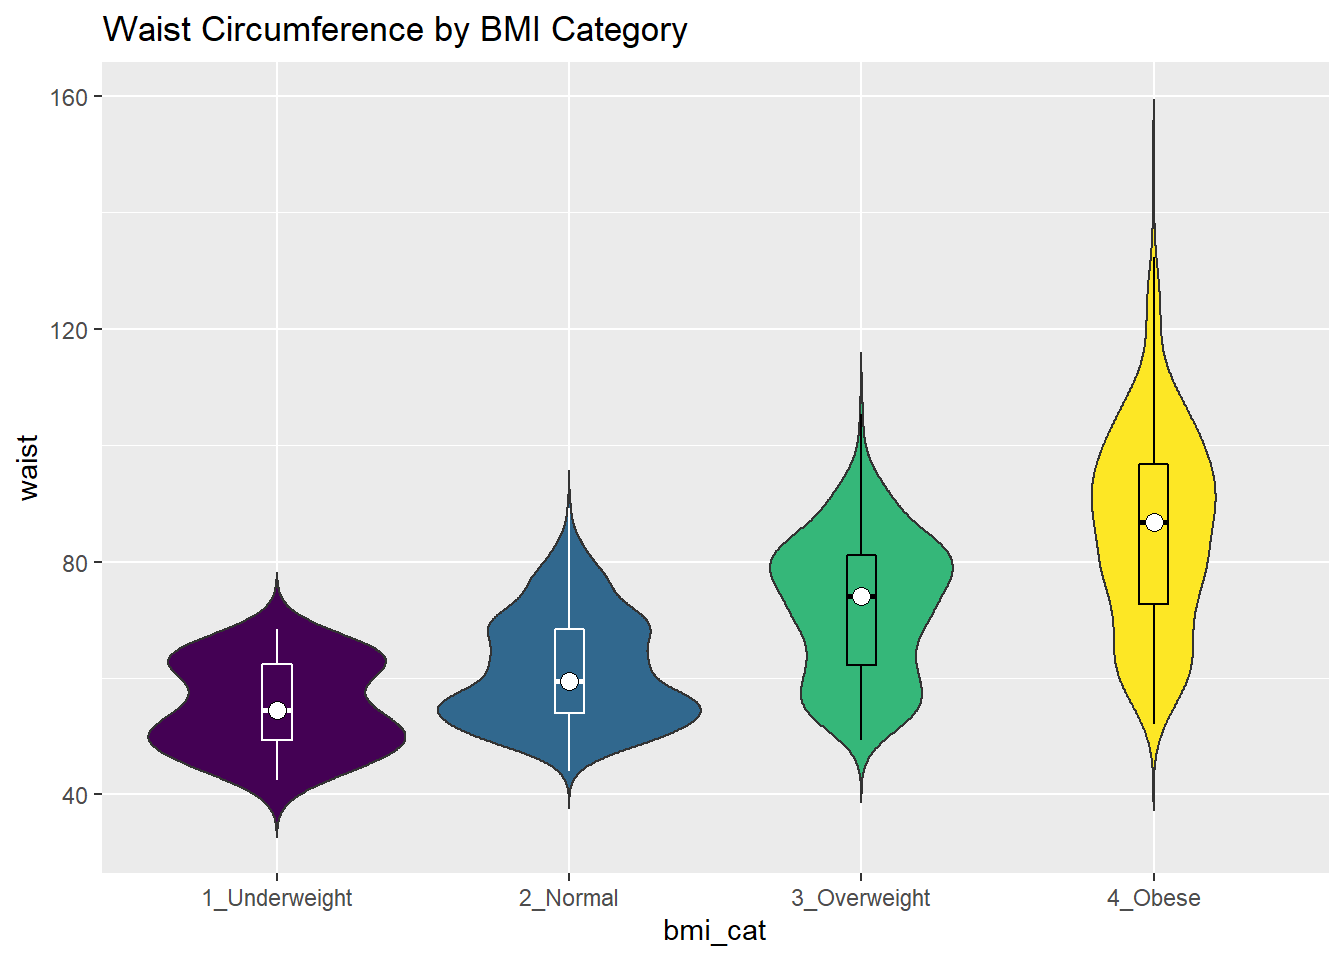 Waist Circumference by BMI Category
160
120
80
40
waist
1_Underweight 2_Normal 3_Overweight 4_Obese
bmi_cat